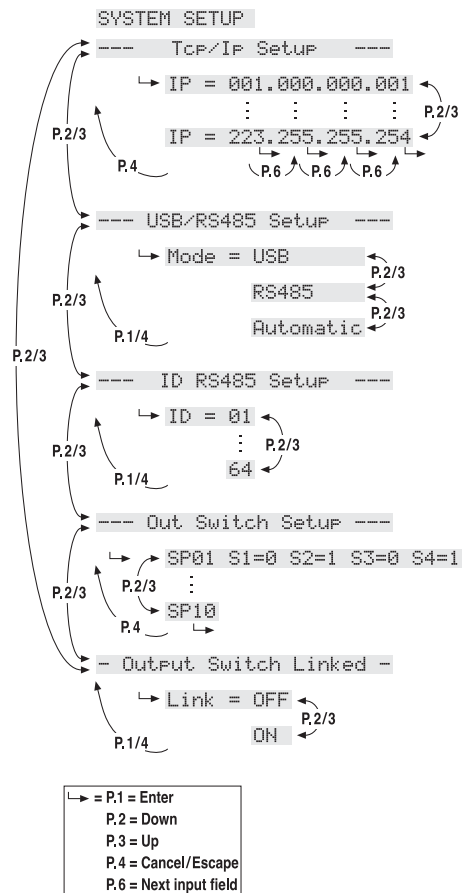 SYSTEM SETUP
--- Tcp/Ip Setup ---
IP = 001.000.000.001
P.2/3
P.2/3
IP = 223.255.255.254
P.4
P.6 P.6 P.6
--- USB/RS485 Setup ---
Mode = USB
P.2/3
P.2/3
RS485
P.2/3
P.1/4
Automatic
P.2/3
--- ID RS485 Setup ---
ID = 01
P.2/3
P.2/3
P.1/4
64
--- Out Switch Setup ---
SP01 S1=0 S2=1 S3=0 S4=1
P.2/3
P.2/3
P.4
SP10
- Output Switch Linked -
Link = OFF
P.2/3
P.1/4
ON
= P.1 = Enter
P.2 = Down
P.3 = Up
P.4 = Cancel/Escape
P.6 = Next input field